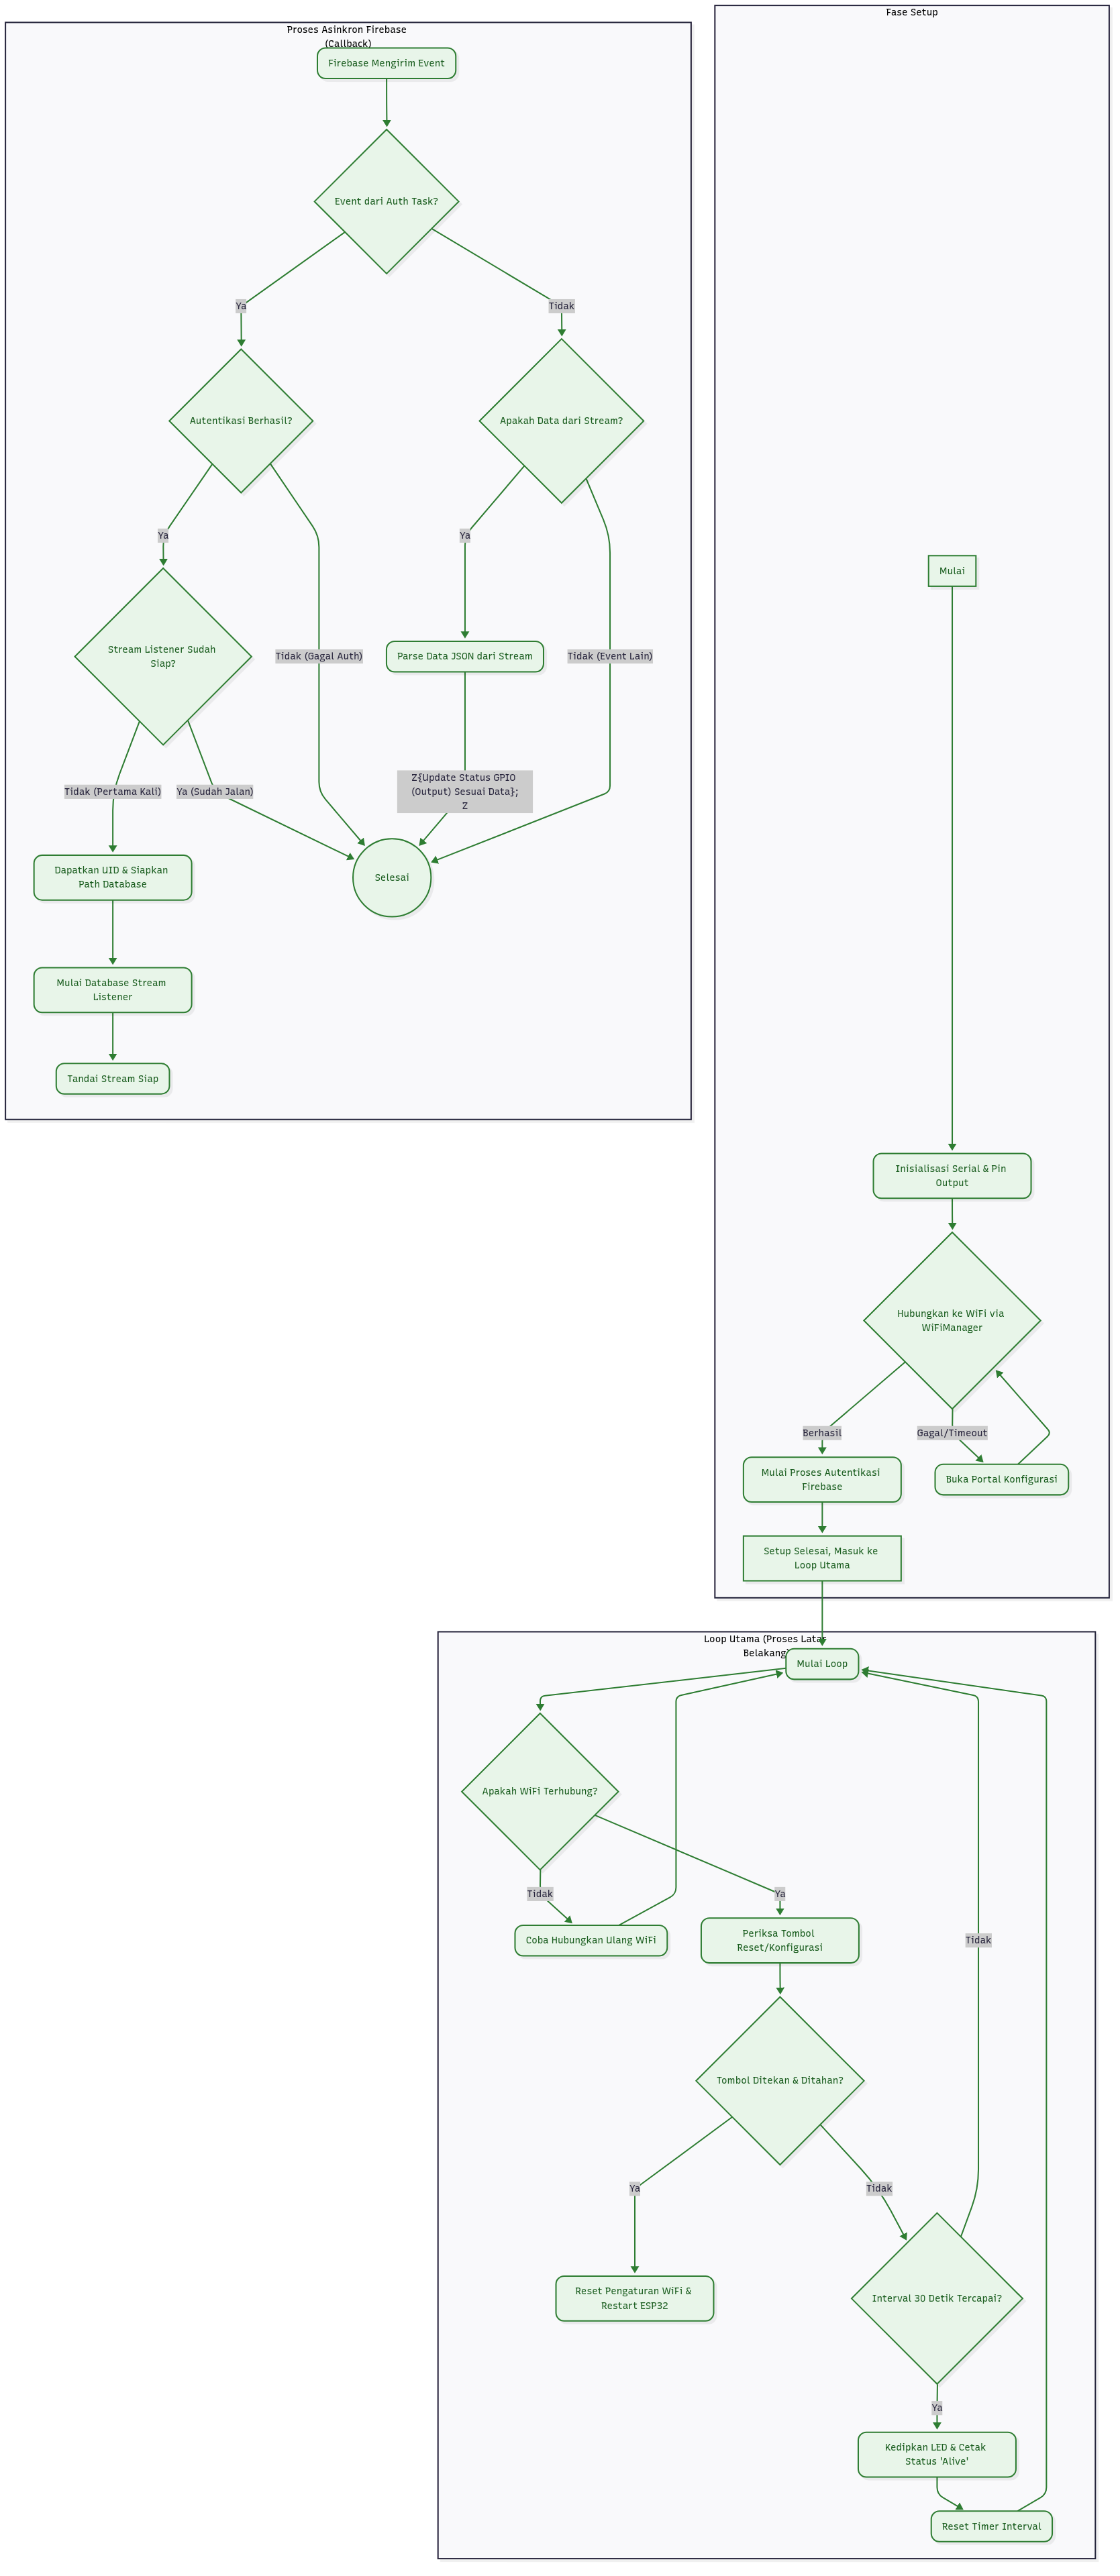 Proses Asinkron Firebase
(Callback)
Firebase Mengirim Event
Event dari Auth Task?
Ya
Tidak
Autentikasi Berhasil?
Apakah Data dari Stream?
Ya
Ya
Stream Listener Sudah
Siap?
Tidak (Gagal Auth)
Parse Data JSON dari Stream
Tidak (Event Lain)
Tidak (Pertama Kali)
Ya (Sudah Jalan)
Z{Update Status GPIO
(Output) Sesuai Data};
Z
Dapatkan UID & Siapkan
Path Database
Selesai
Mulai Database Stream
Listener
Tandai Stream Siap
Fase Setup
Mulai
Inisialisasi Serial & Pin
Output
Hubungkan ke WiFi via
WiFiManager
Berhasil
Gagal/Timeout
Mulai Proses Autentikasi
Firebase
Buka Portal Konfigurasi
Setup Selesai, Masuk ke
Loop Utama
Loop Utama (Proses Latar
Belakang)
Mulai Loop
Apakah WiFi Terhubung?
Tidak
Ya
Coba Hubungkan Ulang WiFi
Periksa Tombol
Reset/Konfigurasi
Tidak
Tombol Ditekan & Ditahan?
Ya
Tidak
Reset Pengaturan WiFi &
Restart ESP32
Interval 30 Detik Tercapai?
Ya
Kedipkan LED & Cetak
Status 'Alive'
Reset Timer Interval